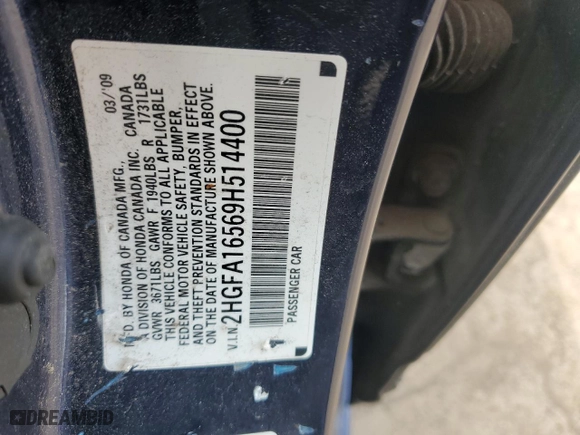 M'F'D. BY HONDA OF CANADA MFG., 03/'09
A DIVISION OF HONDA CANADA INC. CANADA
GVWR 3671LBS GAWR F 1940LBS R 1731LBS
THIS VEHICLE CONFORMS TO ALL APPLICABLE
FEDERAL MOTOR VEHICLE SAFETY, BUMPER,
AND THEFT PREVENTION STANDARDS IN EFFECT
ON THE DATE OF MANUFACTURE SHOWN ABOVE.
V.I.N. 2HGFA16569H514400
1 PASSENGER CAR
DREAMBID